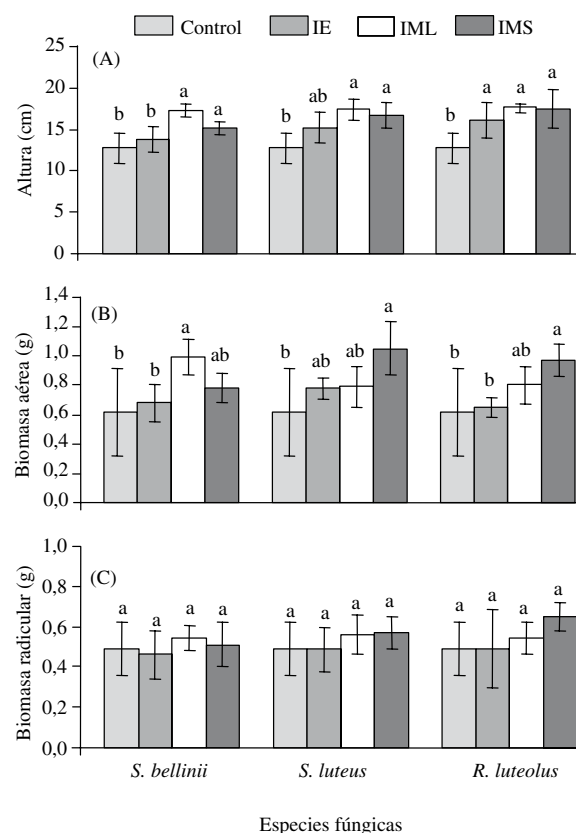 Control IE IML IMS
(A)
Altura (cm)
25
20
15
10
5
0
b b a a
b ab a a
b a a a
(B)
Biomasa aérea (g)
1,4
1,2
1,0
0,8
0,6
0,4
0,2
0,0
b b a ab
b ab ab a
b b ab a
(C)
Biomasa radicular (g)
1,0
0,8
0,6
0,4
0,2
0,0
a a a a
a a a a
a a a a
S. bellinii S. luteus R. luteolus
Especies fúngicas